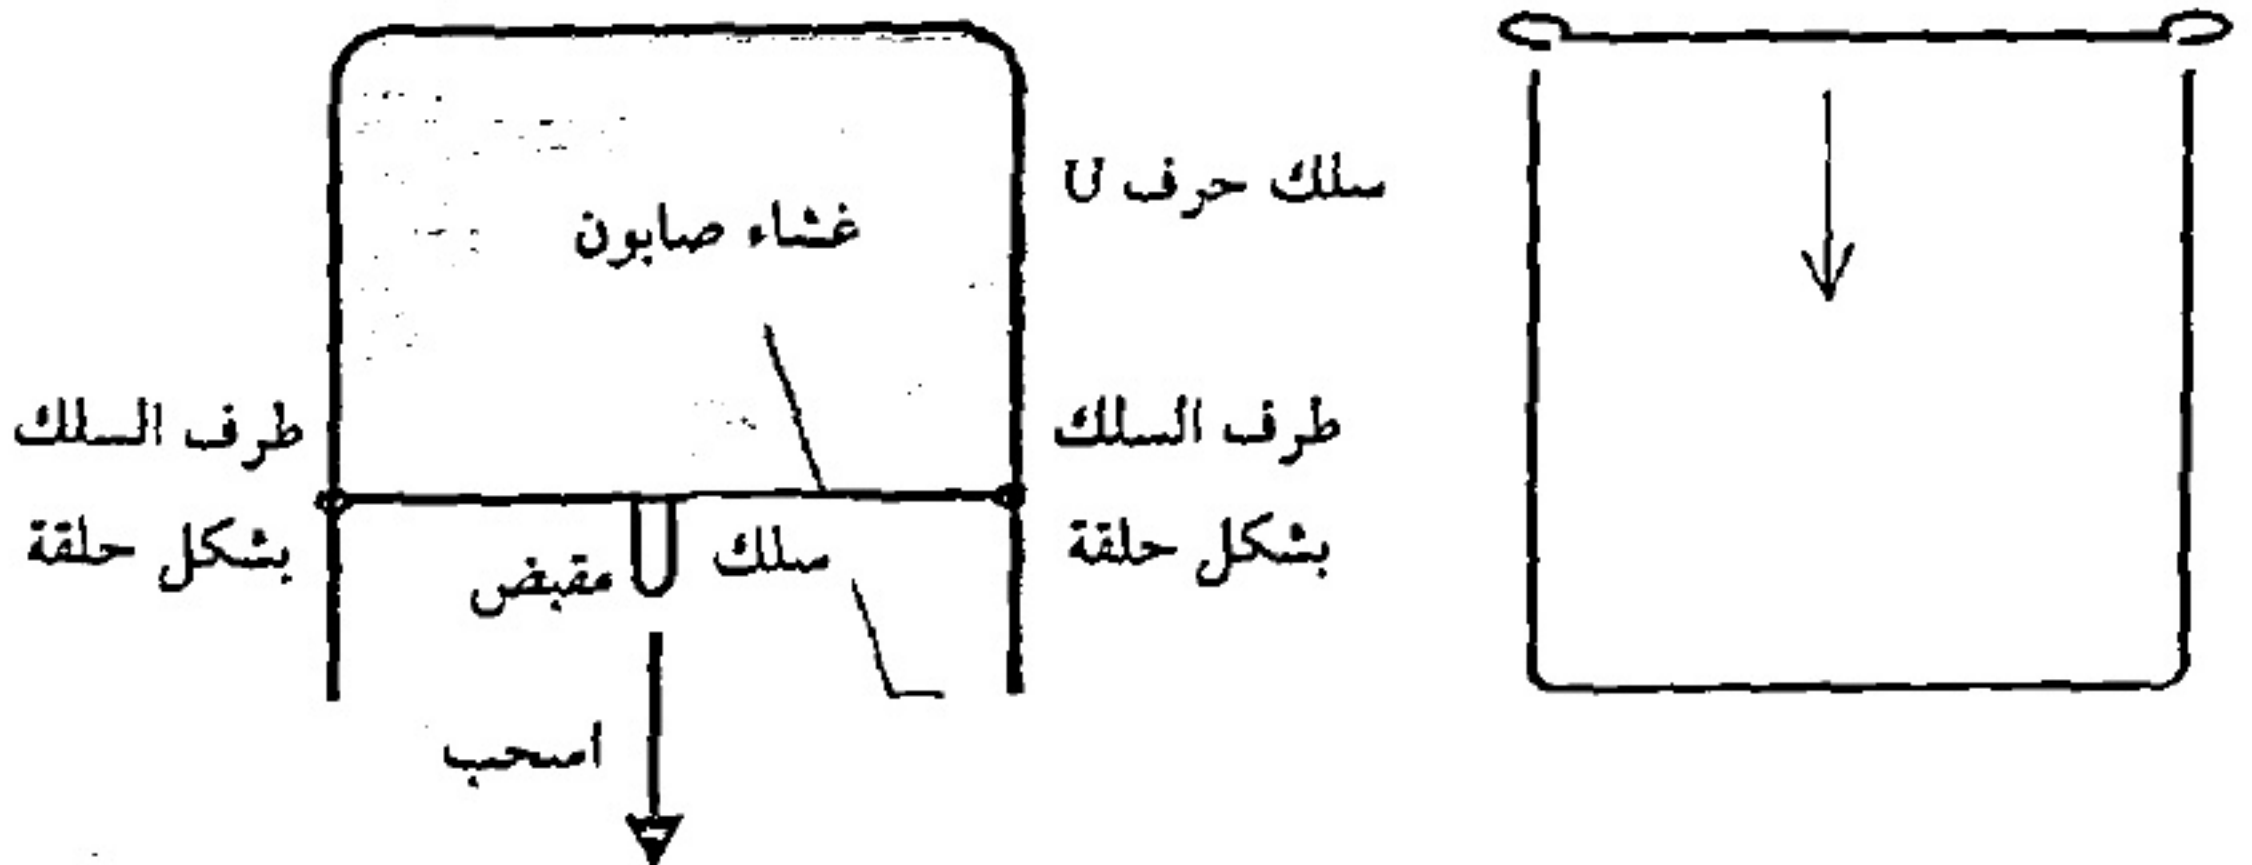 سلك حرف U
غشاء صابون
طرف السلك
بشكل حلقة
سلك
مقبض
طرف السلك
بشكل حلقة
اسحب